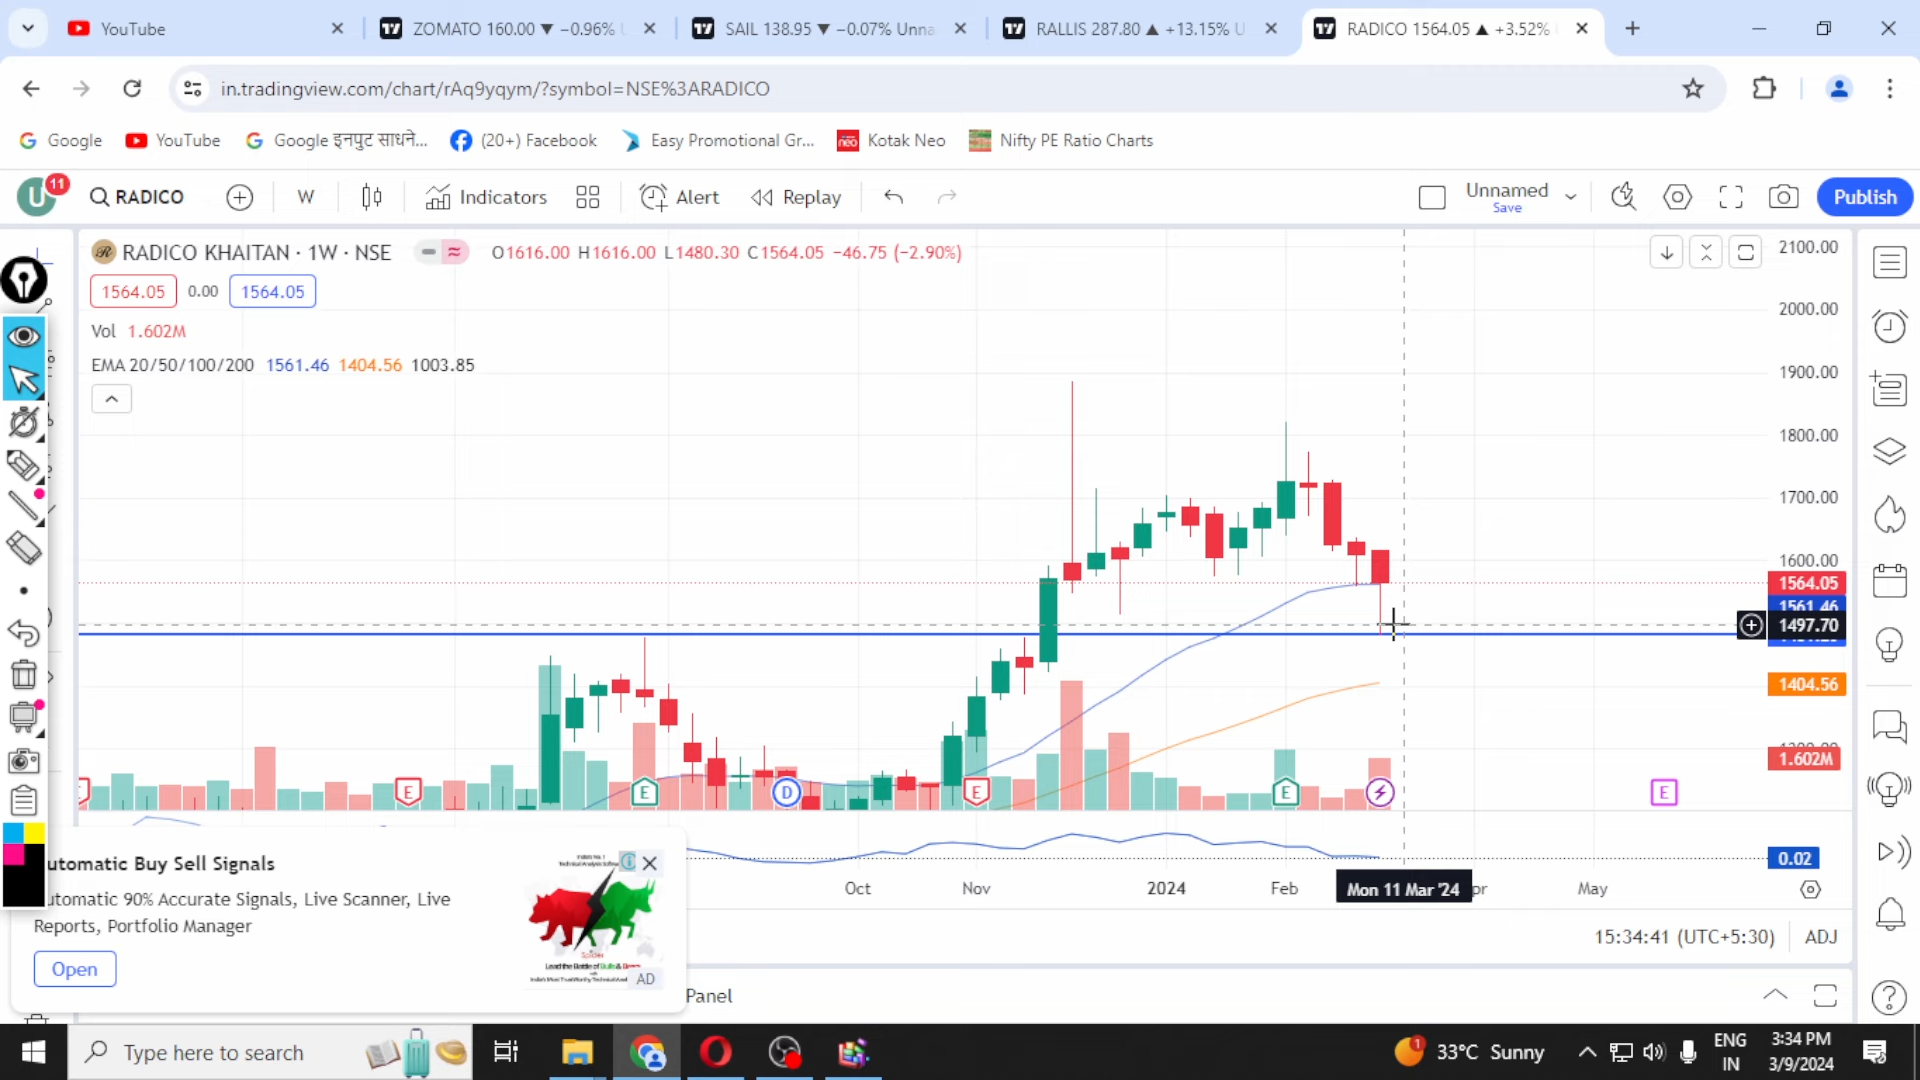 YouTube
ZOMATO 160.00 ▼ −0.96%
SAIL 138.95 ▼ −0.07% Unna
RALLIS 287.80 ▲ +13.15% U
RADICO 1564.05 ▲ +3.52%
in.tradingview.com/chart/rAq9yqym/?symbol=NSE%3ARADICO
Google
YouTube
Google इनपुट साधने...
(20+) Facebook
Easy Promotional Gr...
neo Kotak Neo
Nifty PE Ratio Charts
U 11
RADICO
W
Indicators
Alert
Replay
Unnamed
Save
Publish
RADICO KHAITAN · 1W · NSE
O1616.00 H1616.00 L1480.30 C1564.05 −46.75 (−2.90%)
1564.05 0.00 1564.05
Vol 1.602M
EMA 20/50/100/200 1561.46 1404.56 1003.85
2100.00
2000.00
1900.00
1800.00
1700.00
1600.00
1564.05
1561.46
1497.70
1404.56
1.602M
E
E
D
E
E
E
0.02
Oct
Nov
2024
Feb
Mon 11 Mar '24
pr
May
utomatic Buy Sell Signals
utomatic 90% Accurate Signals, Live Scanner, Live
Reports, Portfolio Manager
Open
AD
15:34:41 (UTC+5:30)
ADJ
Panel
Type here to search
1
33°C Sunny
ENG
IN
3:34 PM
3/9/2024